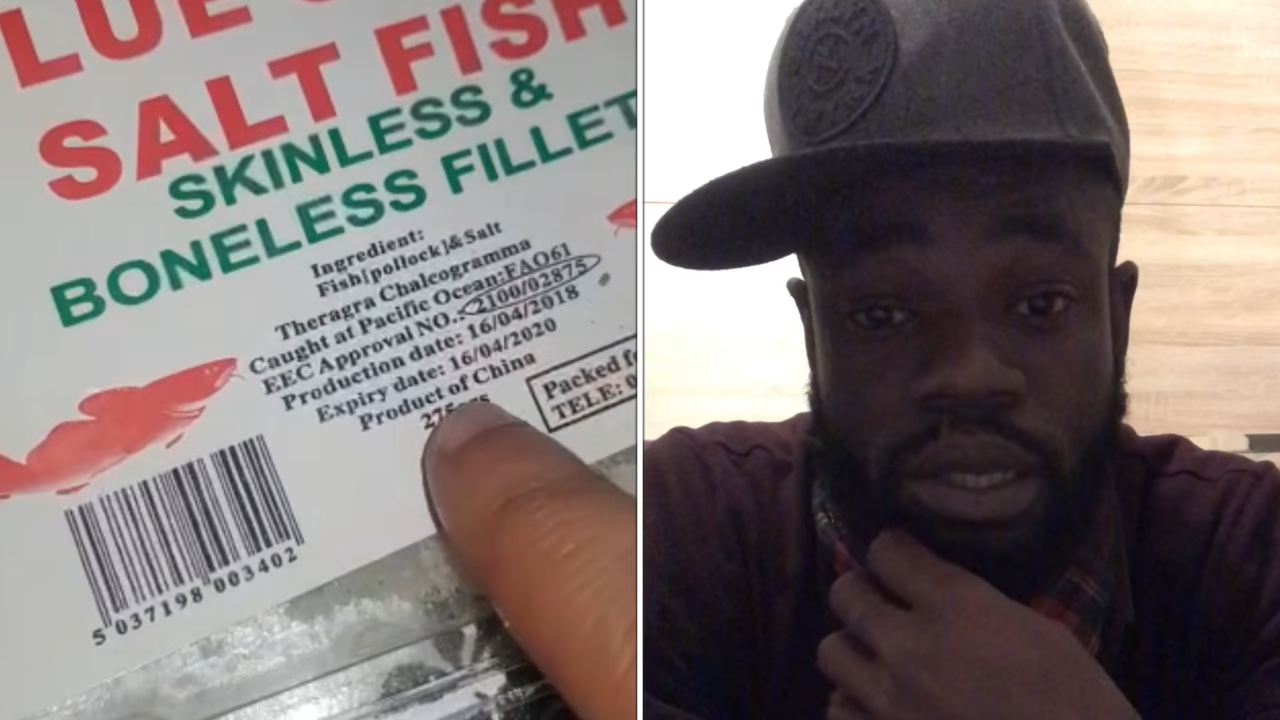 SALT FISH
SKINLESS &
BONELESS FILLET
Ingredient:
Fish[pollock]&Salt
Theragra Chalcogramma
Caught at Pacific Ocean:FAO61
EEC Approval NO.: 2100/02875
Production date: 16/04/2018
Expiry date: 16/04/2020
Product of China
Packed
TELE: 0
5 037198 003402